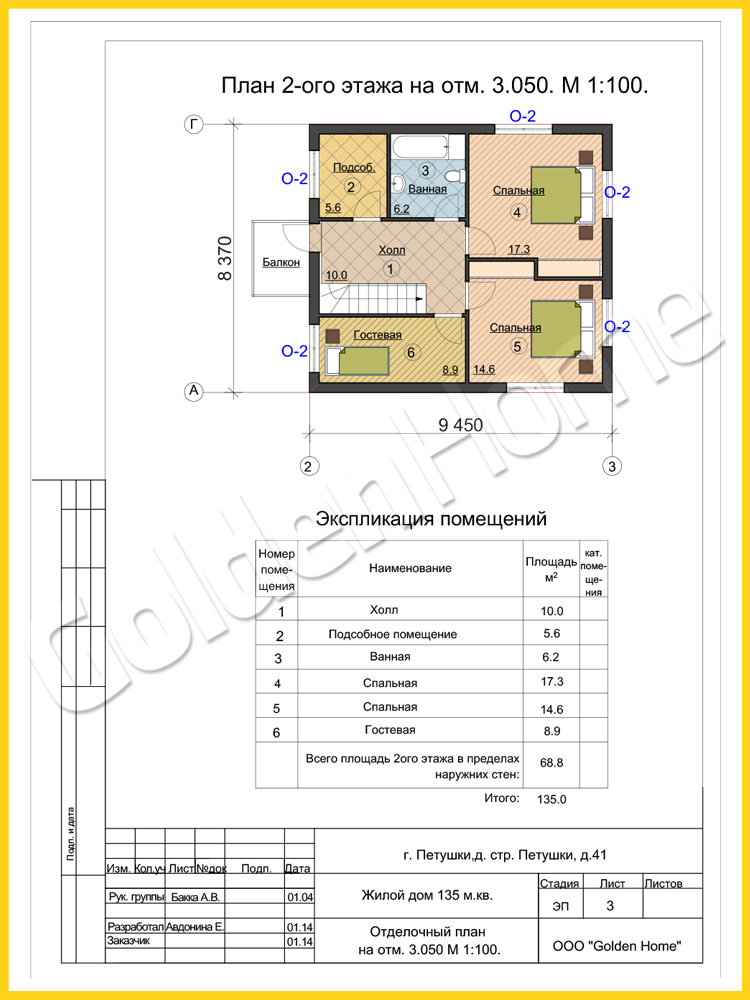 План 2-ого этажа на отм. 3.050. М 1:100.
О-2
Г
Подсоб.
3
О-2
2
Ванная
Спальная
О-2
5.6
6.2
4
8 370
Балкон
Холл
17.3
10.0
1
Гостевая
Спальная
О-2
О-2
6
5
8.9
14.6
А
9 450
2
3
Экспликация помещений
Номер поме- щения
Наименование
Площадь м²
кат. поме- ще- ния
1 Холл 10.0
2 Подсобное помещение 5.6
3 Ванная 6.2
4 Спальная 17.3
5 Спальная 14.6
6 Гостевая 8.9
Всего площадь 2ого этажа в пределах
наружних стен: 68.8
Итого: 135.0
Подп. и дата
г. Петушки,д. стр. Петушки, д.41
Изм. Кол,уч Лист №док Подп. Дата
Рук. группы Бакка А.В. 01.04
Жилой дом 135 м.кв.
Стадия Лист Листов
ЭП 3
Разработал Авдонина Е. 01.14
Заказчик 01.14
Отделочный план
на отм. 3.050 М 1:100.
ООО "Golden Home"
GoldenHome